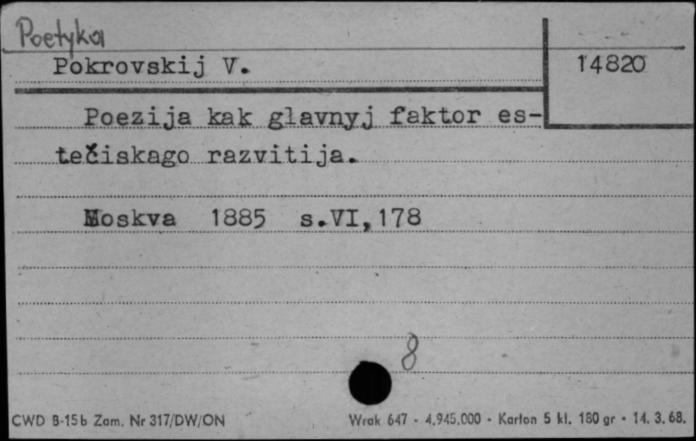 Poetyka
Pokrovskij V.
14820
Poezija kak glavnyj faktor es-
tečiskago razvitija.
Moskva 1885 s.VI,178
8
CWD B-15b Zam. Nr 317/DW/ON Wrak 647 - 4.945.000 - Karton 5 kl. 180 gr - 14. 3. 68.